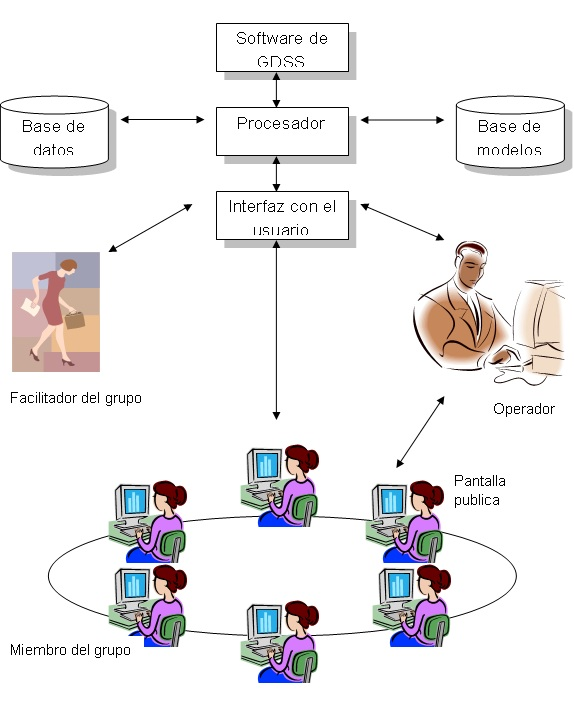 Software de
GDSS
Base de
datos
Procesador
Base de
modelos
Interfaz con el
usuario
Facilitador del grupo
Operador
Pantalla
publica
Miembro del grupo